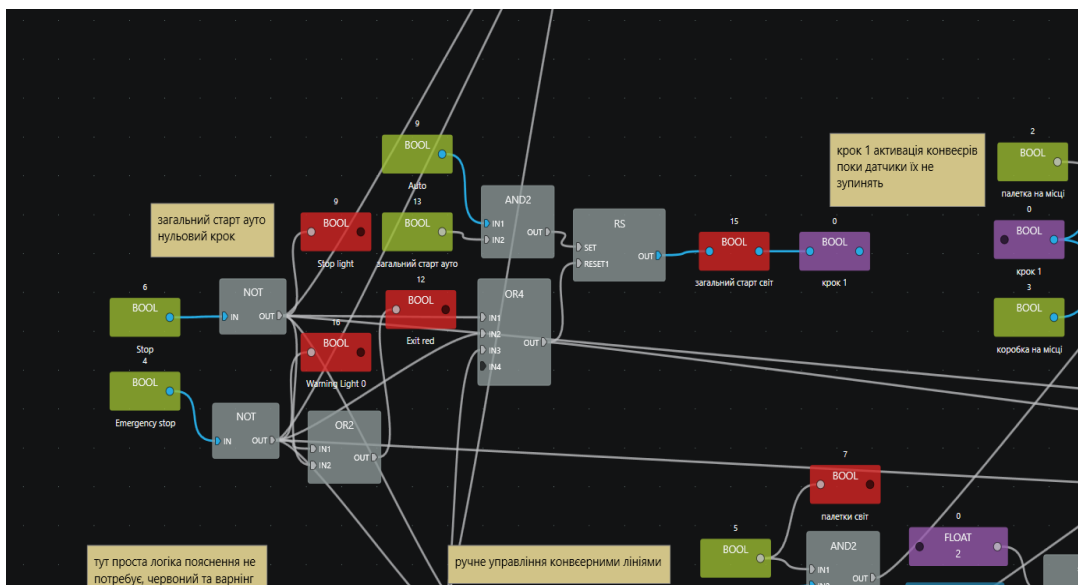 9
BOOL
Auto
2
BOOL
палетка на місці
крок 1 активація конвеєрів
поки датчики їх не
зупинять
загальний старт ауто
нульовий крок
9
BOOL
Stop light
13
BOOL
загальний старт ауто
AND2
IN1
IN2
OUT
RS
SET
RESET1
OUT
15
BOOL
загальний старт світ
0
BOOL
крок 1
0
BOOL
крок 1
6
BOOL
Stop
NOT
IN
OUT
12
BOOL
Exit red
OR4
IN1
IN2
IN3
IN4
OUT
3
BOOL
коробка на місці
16
BOOL
Warning Light 0
4
BOOL
Emergency stop
NOT
IN
OUT
OR2
IN1
IN2
OUT
7
BOOL
палетки світ
5
BOOL
AND2
IN1
OUT
0
FLOAT
2
тут проста логіка пояснення не
потребує, червоний та варнінг
ручне управління конвеєрними лініями